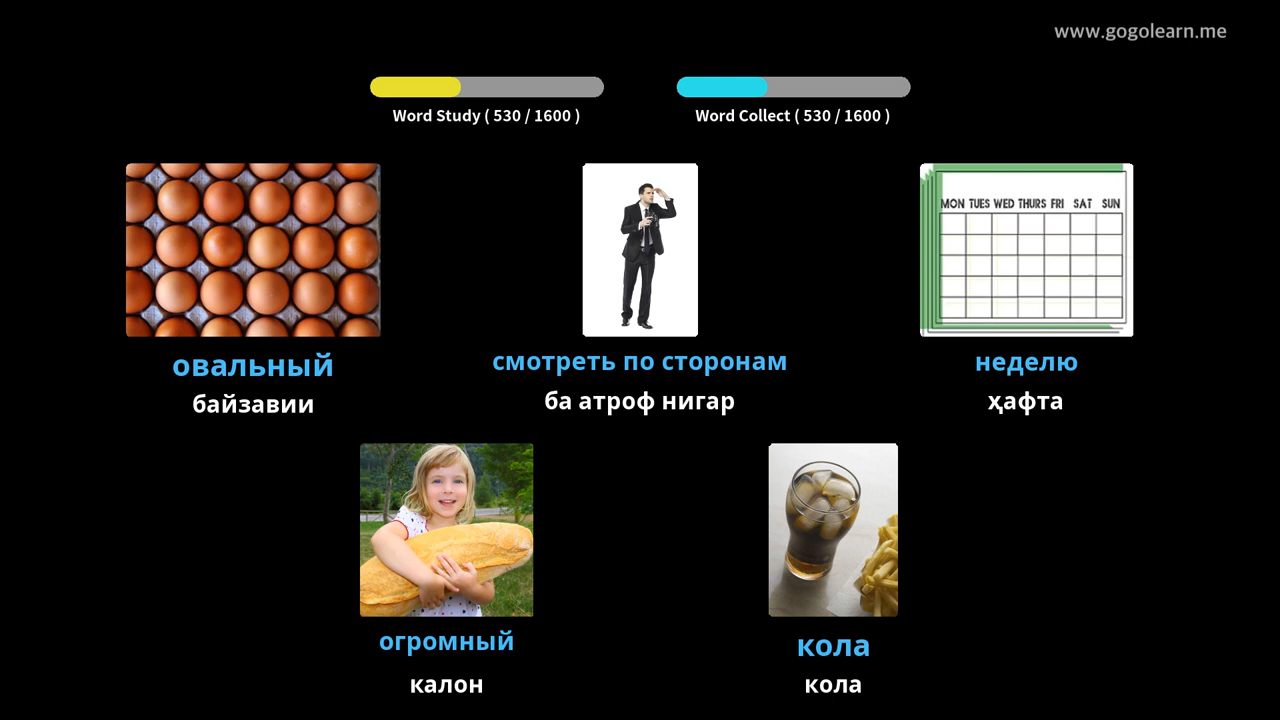 www.gogolearn.me
Word Study ( 530 / 1600 )
Word Collect ( 530 / 1600 )
MON TUES WED THURS FRI SAT SUN
овальный
смотреть по сторонам
неделю
байзавии
ба атроф нигар
ҳафта
огромный
кола
калон
кола